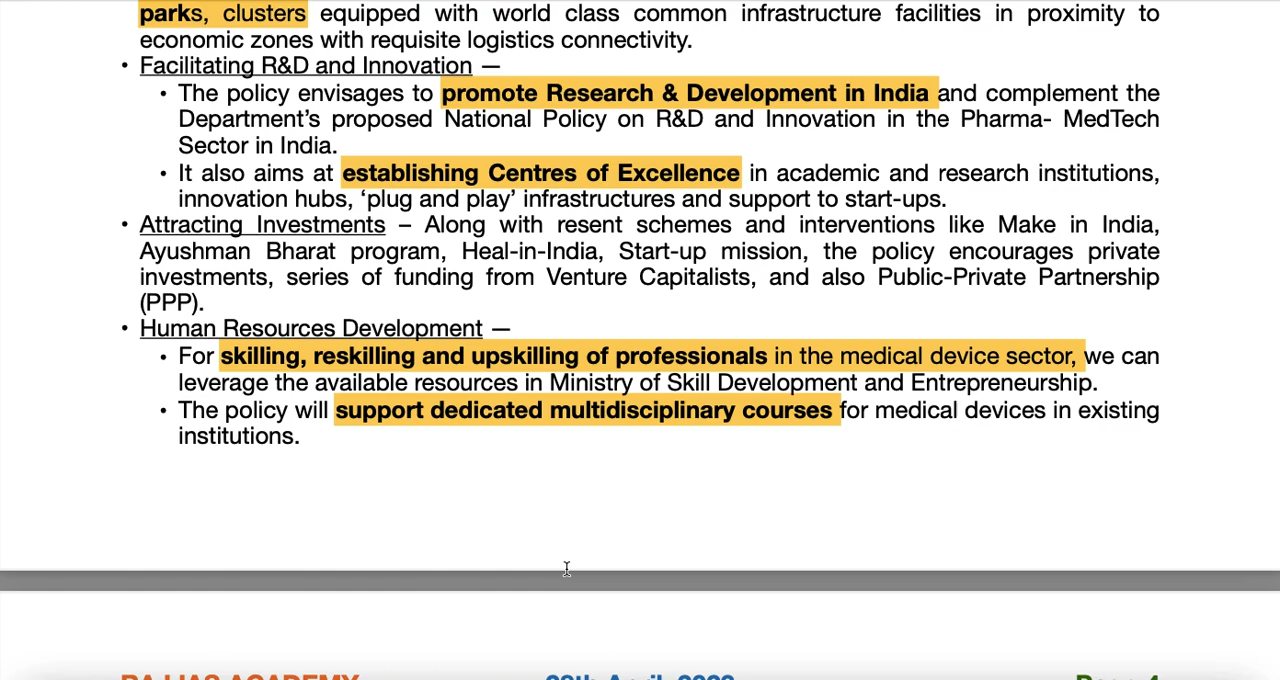 parks, clusters equipped with world class common infrastructure facilities in proximity to
economic zones with requisite logistics connectivity.
• Facilitating R&D and Innovation —
• The policy envisages to promote Research & Development in India and complement the
Department’s proposed National Policy on R&D and Innovation in the Pharma- MedTech
Sector in India.
• It also aims at establishing Centres of Excellence in academic and research institutions,
innovation hubs, ‘plug and play’ infrastructures and support to start-ups.
• Attracting Investments – Along with resent schemes and interventions like Make in India,
Ayushman Bharat program, Heal-in-India, Start-up mission, the policy encourages private
investments, series of funding from Venture Capitalists, and also Public-Private Partnership
(PPP).
• Human Resources Development —
• For skilling, reskilling and upskilling of professionals in the medical device sector, we can
leverage the available resources in Ministry of Skill Development and Entrepreneurship.
• The policy will support dedicated multidisciplinary courses for medical devices in existing
institutions.
ACADEMY April, Page 4